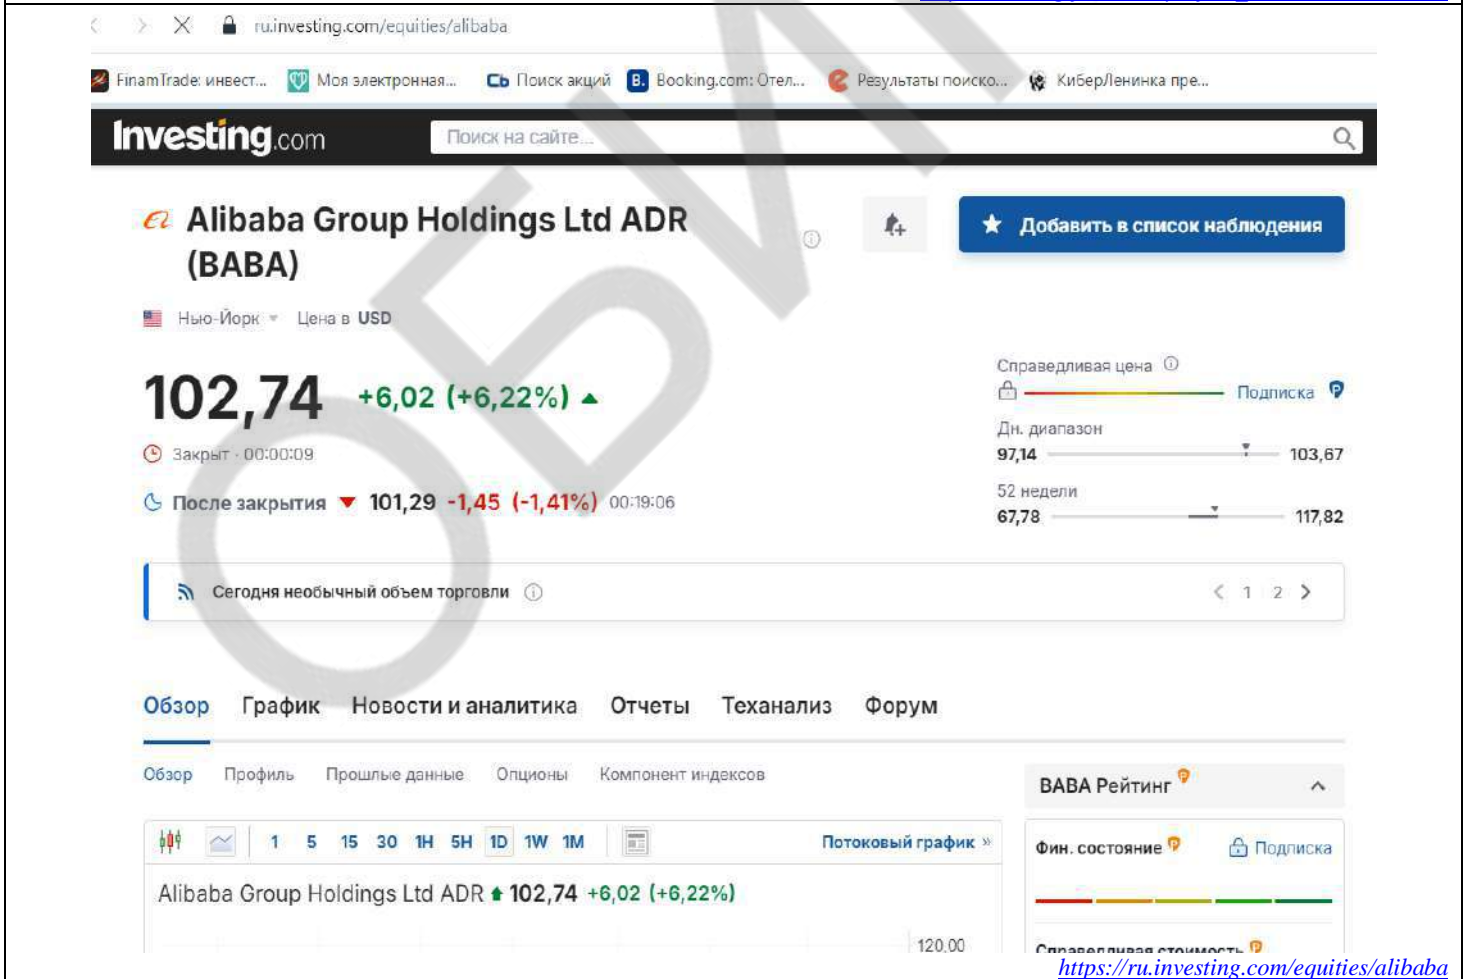 ru.investing.com/equities/alibaba
FinamTrade: инвест... Моя электронная... Сь Поиск акций B. Booking.com: Отел... Результаты поиско... КиберЛенинка пре...
Investing.com Поиск на сайте...
Alibaba Group Holdings Ltd ADR
(BABA)
Добавить в список наблюдения
Нью-Йорк Цена в USD
102,74 +6,02 (+6,22%)
Закрыт · 00:00:09
После закрытия 101,29 -1,45 (-1,41%) 00:19:06
Справедливая цена
Подписка
Дн. диапазон
97,14 103,67
52 недели
67,78 117,82
Сегодня необычный объем торговли
1 2
Обзор График Новости и аналитика Отчеты Теханализ Форум
Обзор Профиль Прошлые данные Опционы Компонент индексов
1 5 15 30 1H 5H 1D 1W 1M Потоковый график »
Alibaba Group Holdings Ltd ADR 102,74 +6,02 (+6,22%)
120,00
BABA Рейтинг
Фин. состояние Подписка
Справедливая стоимость
https://ru.investing.com/equities/alibaba
ОБИ